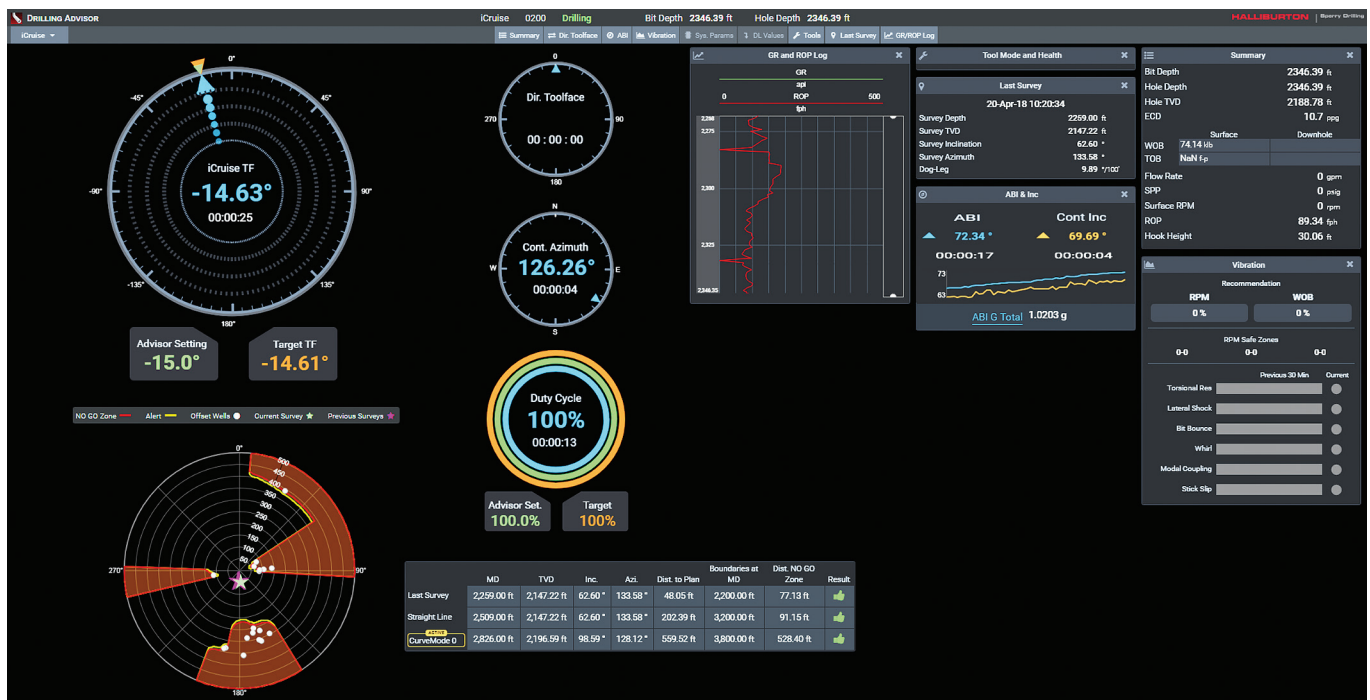 DRILLING ADVISOR
iCruise 0200 Drilling Bit Depth 2346.39 ft Hole Depth 2346.39 ft
HALLIBURTON | Sperry Drilling
iCruise
Summary Dir. Toolface ABI Vibration Sys. Params DL Values Tools Last Survey GR/ROP Log
0°
45°
90°
135°
180°
-135°
-90°
-45°
iCruise TF
-14.63°
00:00:25
Advisor Setting
-15.0°
Target TF
-14.61°
0
90
180
270
Dir. Toolface
00 : 00 : 00
N
E
S
W
Cont. Azimuth
126.26°
00:00:04
Duty Cycle
100%
00:00:13
Advisor Set.
100.0%
Target
100%
NO GO Zone Alert Offset Wells Current Survey Previous Surveys
0°
90°
180°
270°
500
450
400
350
300
250
200
150
100
50
GR and ROP Log
GR
api
0 ROP 500
fph
2,275
2,300
2,325
2,346.35
Tool Mode and Health
Last Survey
20-Apr-18 10:20:34
Survey Depth 2259.00 ft
Survey TVD 2147.22 ft
Survey Inclination 62.60 °
Survey Azimuth 133.58 °
Dog-Leg 9.89 °/100'
ABI & Inc
ABI Cont Inc
72.34 ° 69.69 °
00:00:17 00:00:04
73
63
ABI G Total 1.0203 g
Summary
Bit Depth 2346.39 ft
Hole Depth 2346.39 ft
Hole TVD 2188.78 ft
ECD 10.7 ppg
Surface Downhole
WOB 74.14 klb
TOB NaN f-p
Flow Rate 0 gpm
SPP 0 psig
Surface RPM 0 rpm
ROP 89.34 fph
Hook Height 30.06 ft
Vibration
Recommendation
RPM WOB
0 % 0 %
RPM Safe Zones
0-0 0-0 0-0
Previous 30 Min Current
Torsional Res
Lateral Shock
Bit Bounce
Whirl
Modal Coupling
Stick Slip
MD TVD Inc. Azi. Dist. to Plan Boundaries at MD Dist. NO GO Zone Result
Last Survey 2,259.00 ft 2,147.22 ft 62.60 ° 133.58 ° 48.05 ft 2,200.00 ft 77.13 ft
Straight Line 2,509.00 ft 2,147.22 ft 62.60 ° 133.58 ° 202.39 ft 3,200.00 ft 91.15 ft
ACTIVE
CurveMode 0 2,826.00 ft 2,196.59 ft 98.59 ° 128.12 ° 559.52 ft 3,800.00 ft 528.40 ft